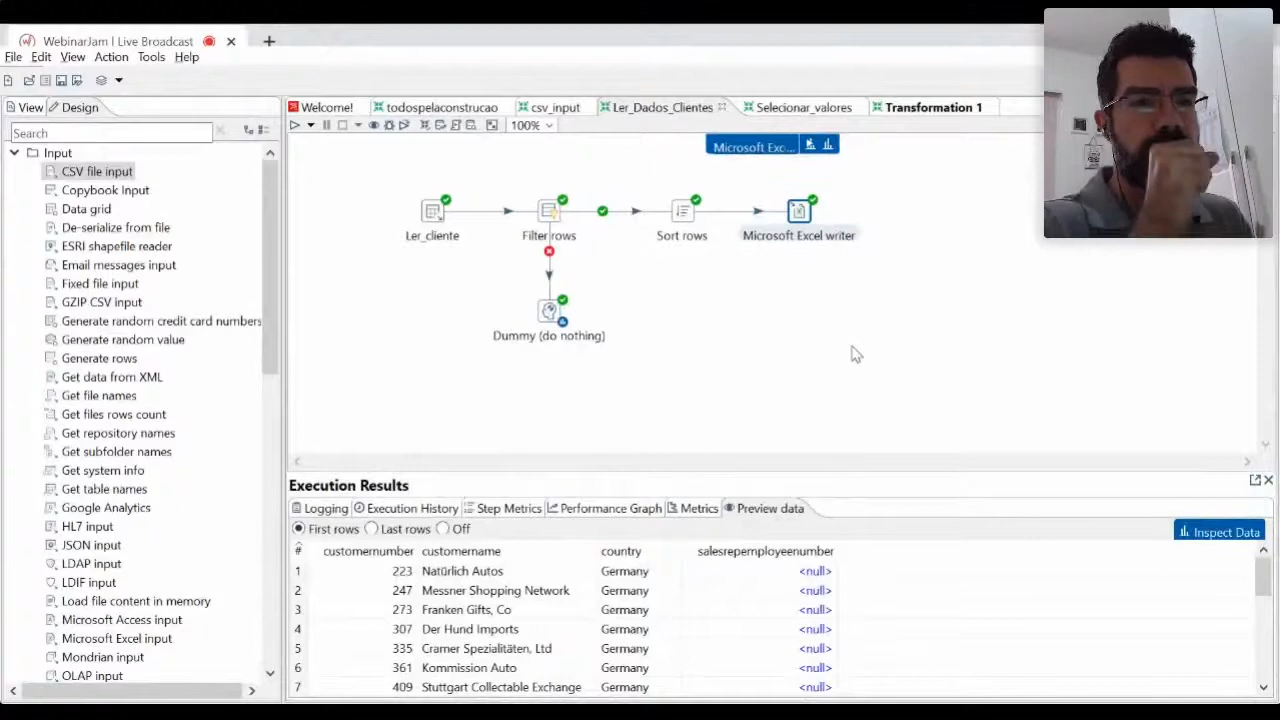 WebinarJam | Live Broadcast
File Edit View Action Tools Help
View Design
Welcome! todospelaconstrucao csv_input Ler_Dados_Clientes Selecionar_valores Transformation 1
100%
Search
Input
CSV file input
Copybook Input
Data grid
De-serialize from file
ESRI shapefile reader
Email messages input
Fixed file input
GZIP CSV input
Generate random credit card numbers
Generate random value
Generate rows
Get data from XML
Get file names
Get files rows count
Get repository names
Get subfolder names
Get system info
Get table names
Google Analytics
HL7 input
JSON input
LDAP input
LDIF input
Load file content in memory
Microsoft Access input
Microsoft Excel input
Mondrian input
OLAP input
Microsoft Exc...
Ler_cliente
Filter rows
Sort rows
Microsoft Excel writer
Dummy (do nothing)
Execution Results
Logging Execution History Step Metrics Performance Graph Metrics Preview data
First rows Last rows Off
Inspect Data
# customernumber customername country salesrepemployeenumber
1 223 Natürlich Autos Germany <null>
2 247 Messner Shopping Network Germany <null>
3 273 Franken Gifts, Co Germany <null>
4 307 Der Hund Imports Germany <null>
5 335 Cramer Spezialitäten, Ltd Germany <null>
6 361 Kommission Auto Germany <null>
7 409 Stuttgart Collectable Exchange Germany <null>